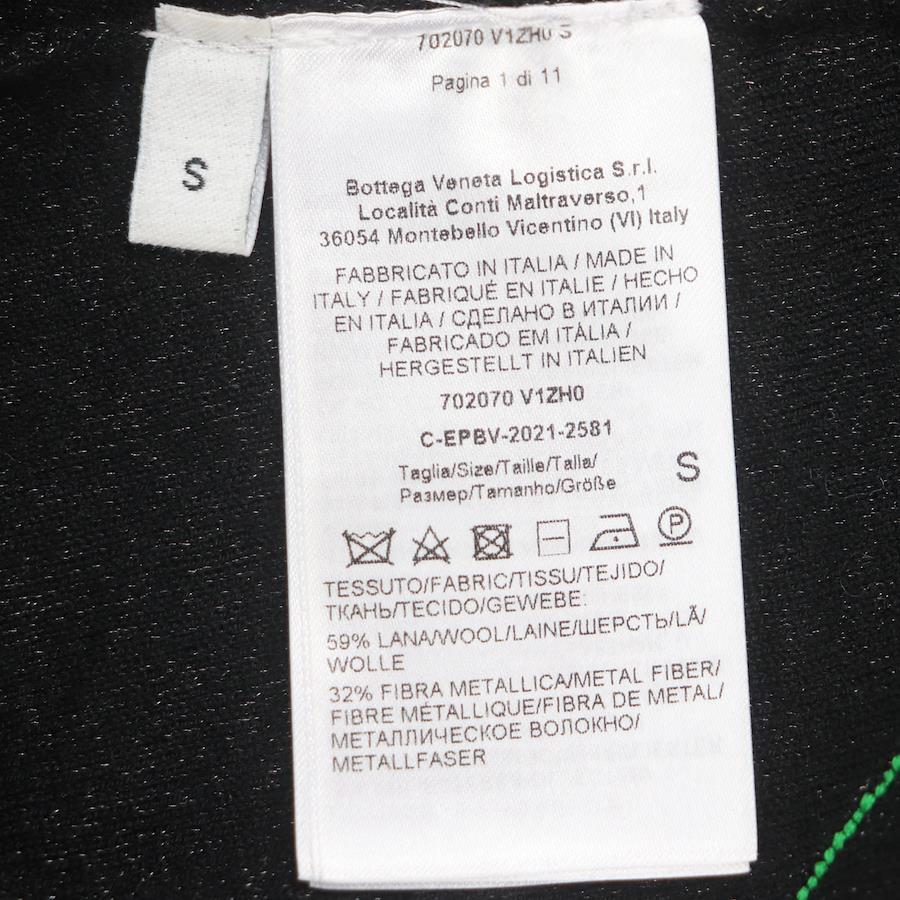 S
702070 V1ZH0 S
Pagina 1 di 11
Bottega Veneta Logistica S.r.l.
Località Conti Maltraverso,1
36054 Montebello Vicentino (VI) Italy
FABBRICATO IN ITALIA / MADE IN
ITALY / FABRIQUÉ EN ITALIE / HECHO
EN ITALIA / СДЕЛАНО В ИТАЛИИ /
FABRICADO EM ITÁLIA /
HERGESTELLT IN ITALIEN
702070 V1ZH0
C-EPBV-2021-2581
Taglia/Size/Taille/Talla/
Размер/Tamanho/Größe
S
P
TESSUTO/FABRIC/TISSU/TEJIDO/
ТКАНЬ/TECIDO/GEWEBE:
59% LANA/WOOL/LAINE/ШЕРСТЬ/LÃ/
WOLLE
32% FIBRA METALLICA/METAL FIBER/
FIBRE MÉTALLIQUE/FIBRA DE METAL/
МЕТАЛЛИЧЕСКОЕ ВОЛОКНО/
METALLFASER